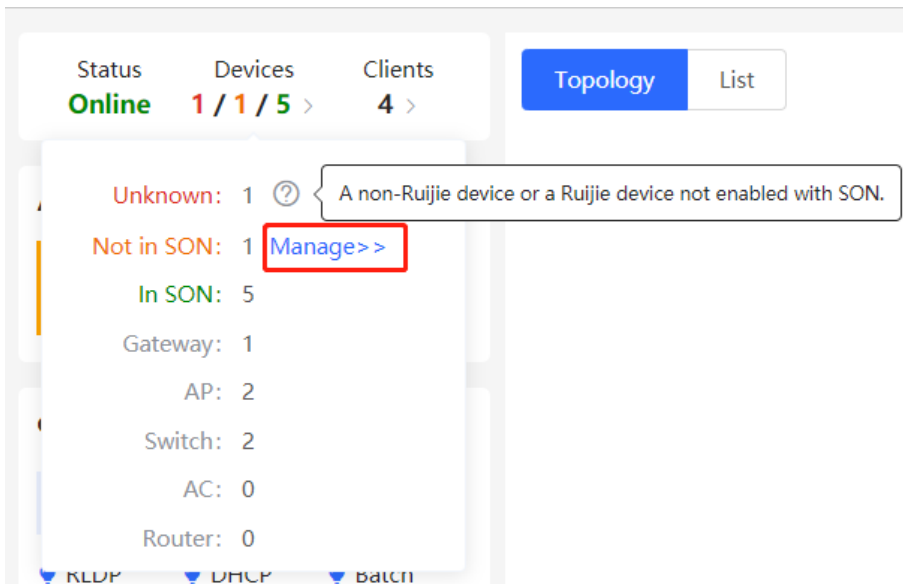 Status Devices Clients
Online 1 / 1 / 5 > 4 >
Topology List
Unknown: 1 ? A non-Ruijie device or a Ruijie device not enabled with SON.
Not in SON: 1 Manage>>
In SON: 5
Gateway: 1
AP: 2
Switch: 2
AC: 0
Router: 0
RLDP DHCP Batch